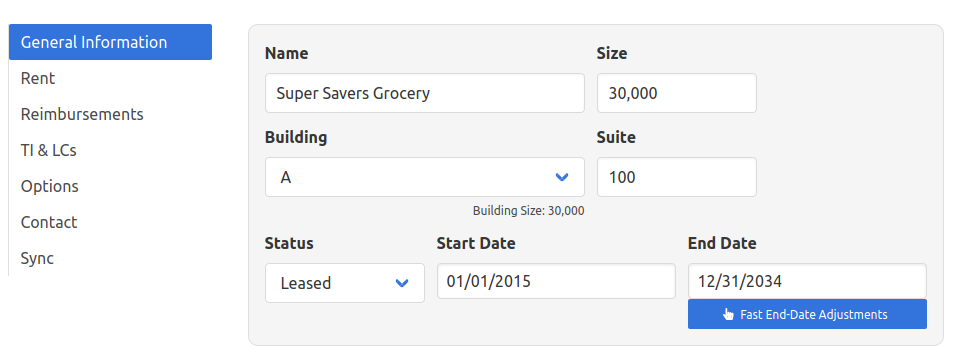 General Information
Rent
Reimbursements
TI & LCs
Options
Contact
Sync
Name Size
Super Savers Grocery 30,000
Building Suite
A 100
Building Size: 30,000
Status Start Date End Date
Leased 01/01/2015 12/31/2034
Fast End-Date Adjustments